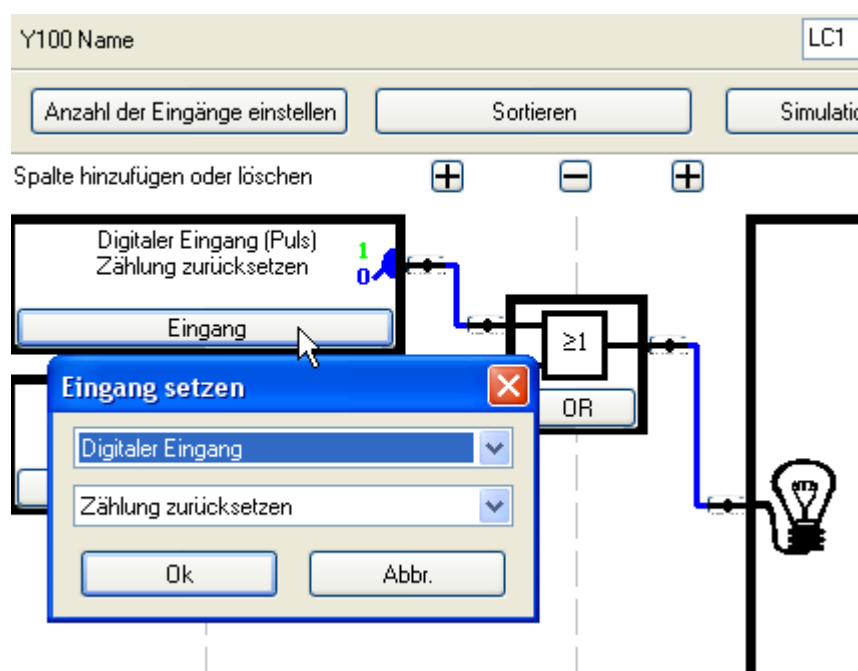 Y100 Name
LC1
Anzahl der Eingänge einstellen
Sortieren
Spalte hinzufügen oder löschen
Digitaler Eingang (Puls)
Zählung zurücksetzen
1
0
Eingang
≥1
OR
Eingang setzen
Digitaler Eingang
Zählung zurücksetzen
Ok
Abbr.